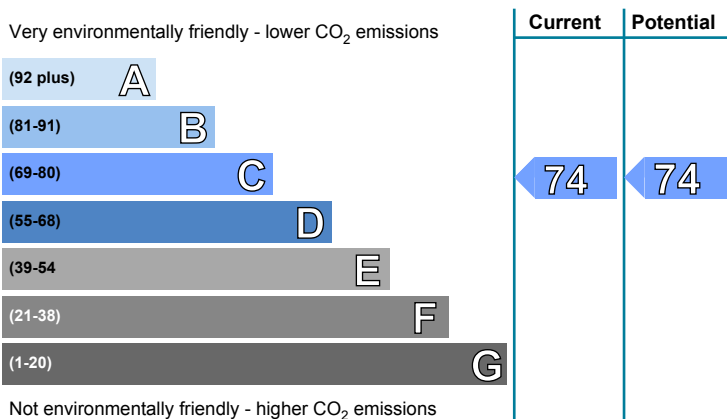 Current Potential
Very environmentally friendly - lower CO2 emissions
(92 plus) A
(81-91) B
(69-80) C 74 74
(55-68) D
(39-54 E
(21-38) F
(1-20) G
Not environmentally friendly - higher CO2 emissions